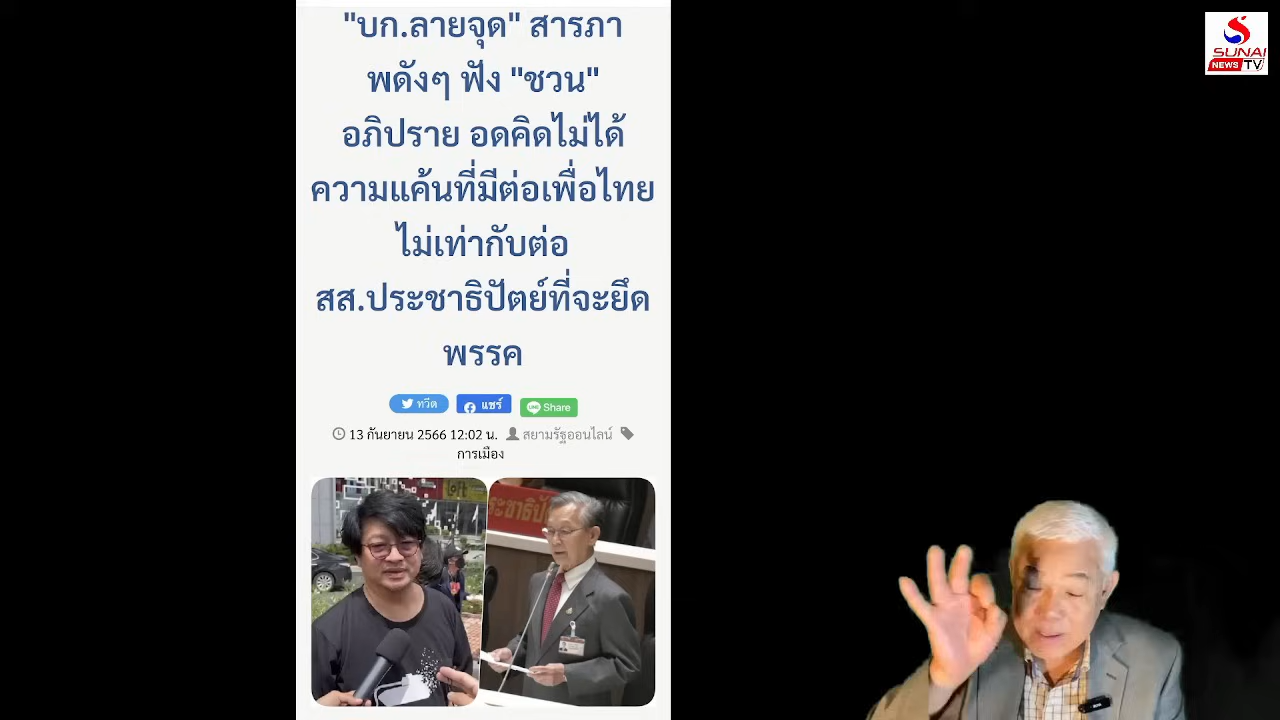 "บก.ลายจุด" สารภา
พดังๆ ฟัง "ชวน"
อภิปราย อดคิดไม่ได้
ความแค้นที่มีต่อเพื่อไทย
ไม่เท่ากับต่อ
สส.ประชาธิปัตย์ที่จะยึด
พรรค
ทวีต แชร์ Share
13 กันยายน 2566 12:02 น. สยามรัฐออนไลน์
การเมือง
SUNAI
NEWS TV